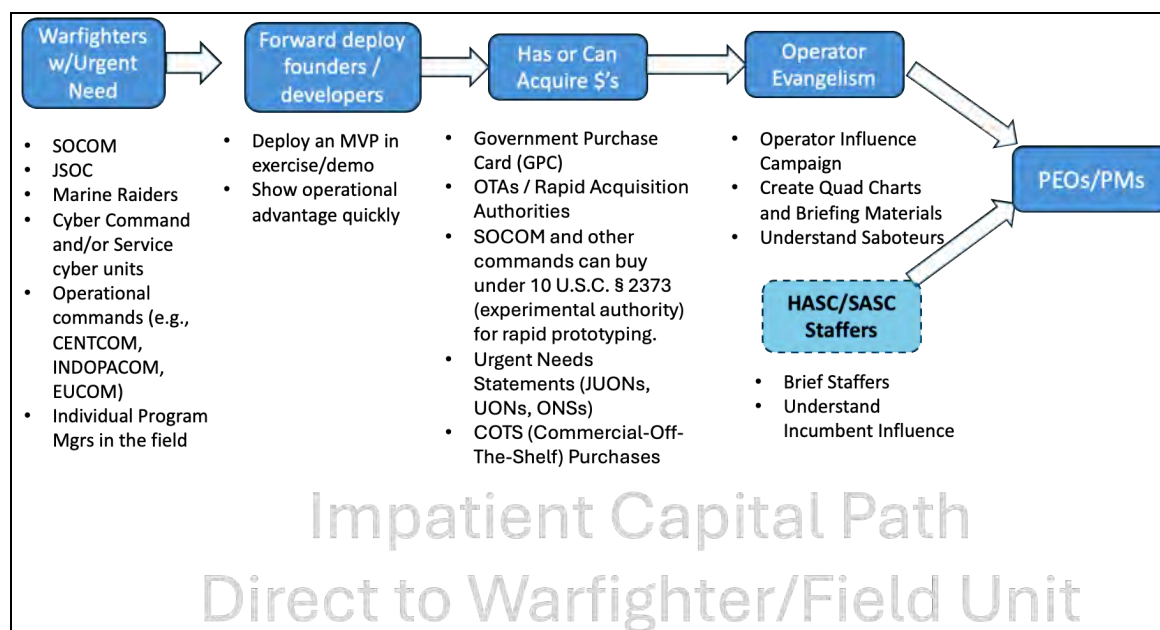 Warfighters
w/Urgent
Need
Forward deploy
founders /
developers
Has or Can
Acquire $'s
Operator
Evangelism
PEOs/PMs
• SOCOM
• JSOC
• Marine Raiders
• Cyber Command
and/or Service
cyber units
• Operational
commands (e.g.,
CENTCOM,
INDOPACOM,
EUCOM)
• Individual Program
Mgrs in the field
• Deploy an MVP in
exercise/demo
• Show operational
advantage quickly
• Government Purchase
Card (GPC)
• OTAs / Rapid Acquisition
Authorities
• SOCOM and other
commands can buy
under 10 U.S.C. § 2373
(experimental authority)
for rapid prototyping.
• Urgent Needs
Statements (JUONs,
UONs, ONSs)
• COTS (Commercial-Off-
The-Shelf) Purchases
• Operator Influence
Campaign
• Create Quad Charts
and Briefing Materials
• Understand Saboteurs
HASC/SASC
Staffers
• Brief Staffers
• Understand
Incumbent Influence
Impatient Capital Path
Direct to Warfighter/Field Unit